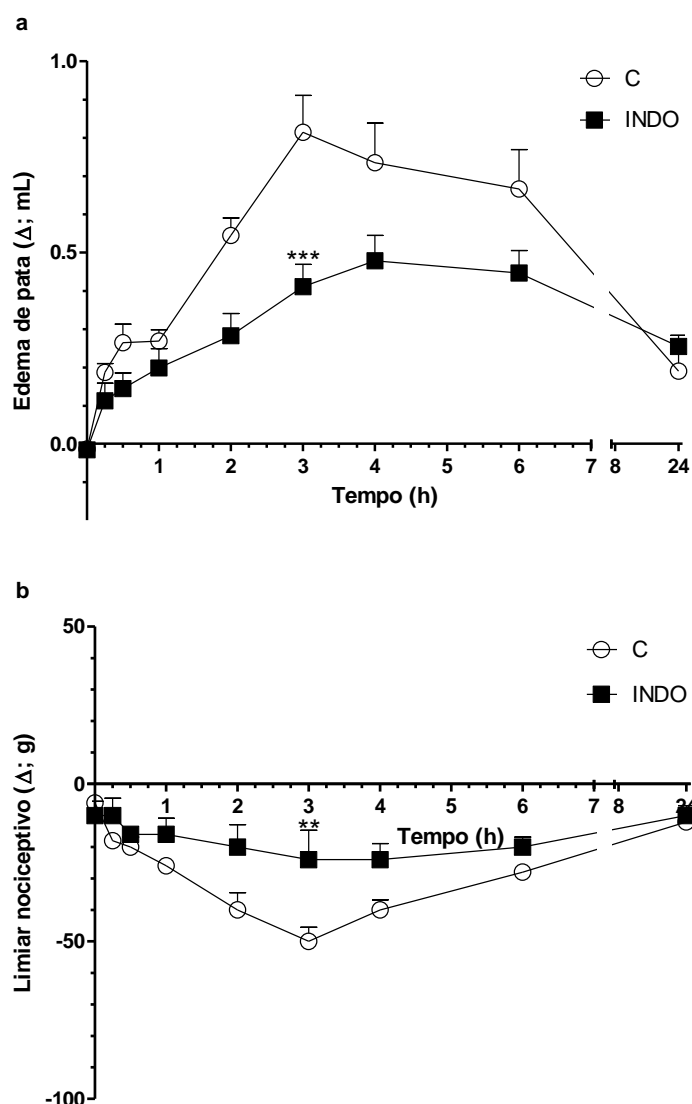 a
1.0
C
INDO
0.5
***
Edema de pata (Δ; mL)
0.0
1 2 3 4 5 6 7 8 24
Tempo (h)
b
50
C
INDO
0
1 2 3 4 5 6 7 8 24
**
Tempo (h)
Limiar nociceptivo (Δ; g)
-50
-100